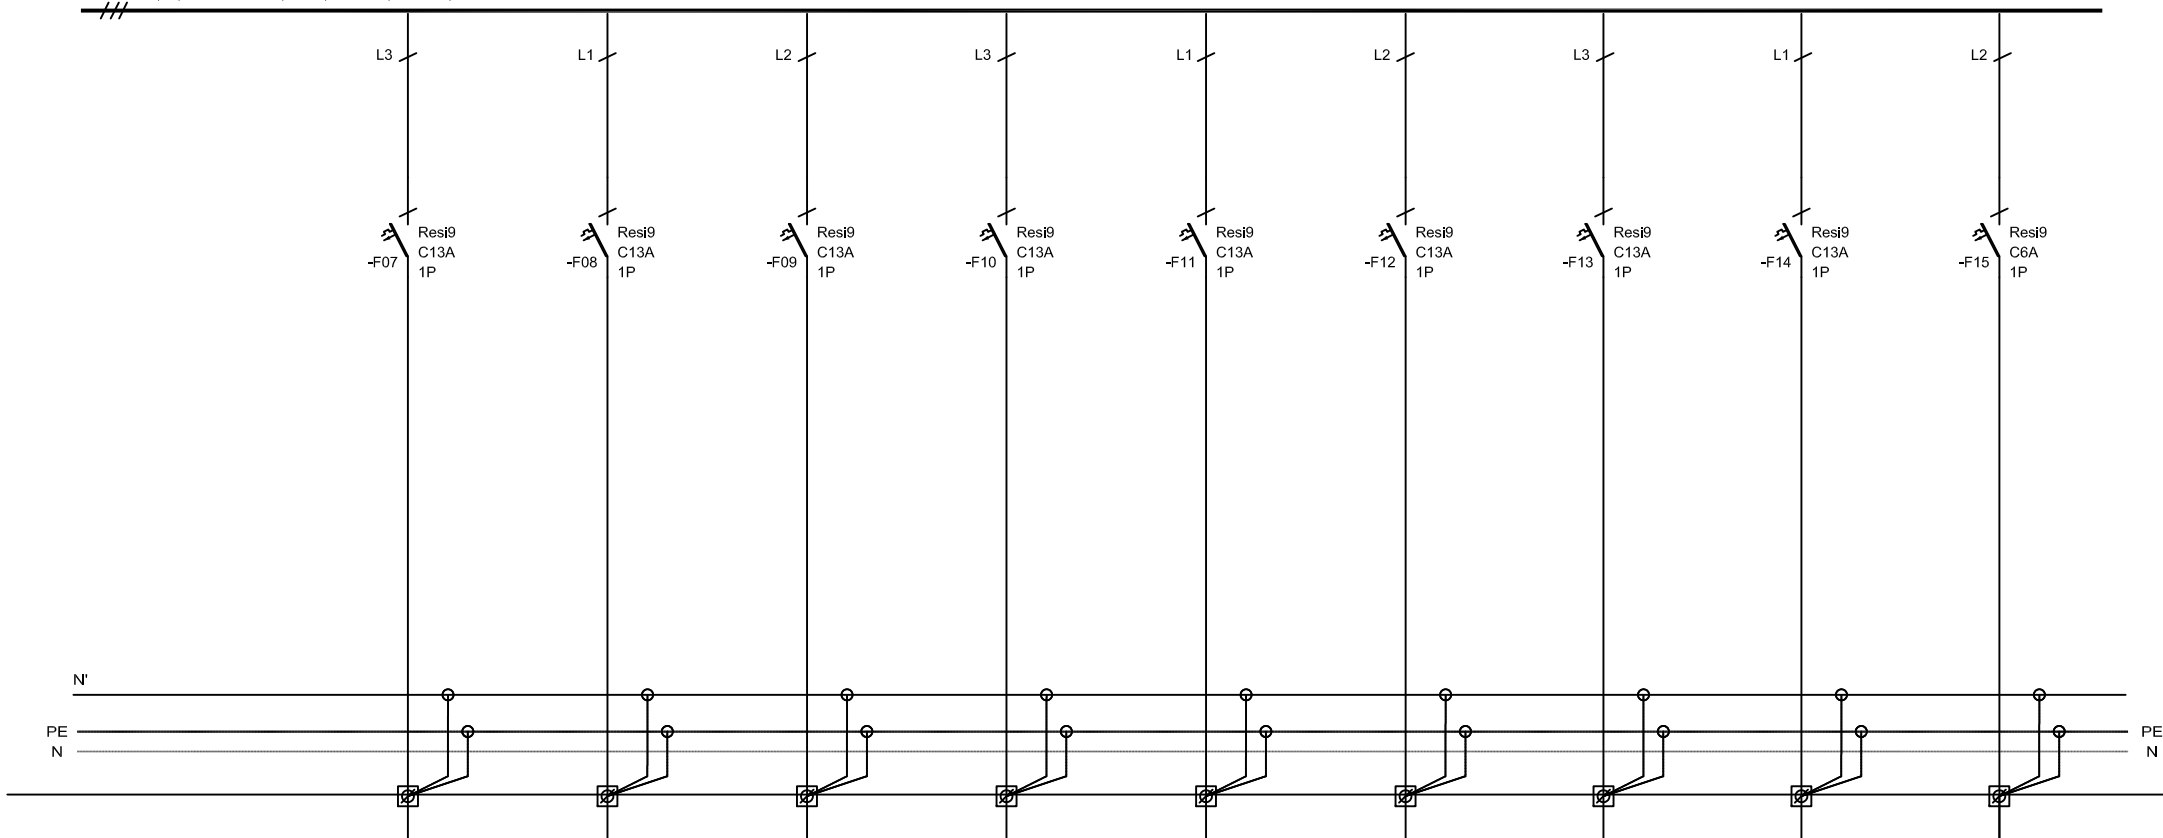 L3 L1 L2 L3 L1 L2 L3 L1 L2
Resi9 Resi9 Resi9 Resi9 Resi9 Resi9 Resi9 Resi9 Resi9
C13A C13A C13A C13A C13A C13A C13A C13A C6A
-F07 -F08 -F09 -F10 -F11 -F12 -F13 -F14 -F15
1P 1P 1P 1P 1P 1P 1P 1P 1P
N'
PE PE
N N